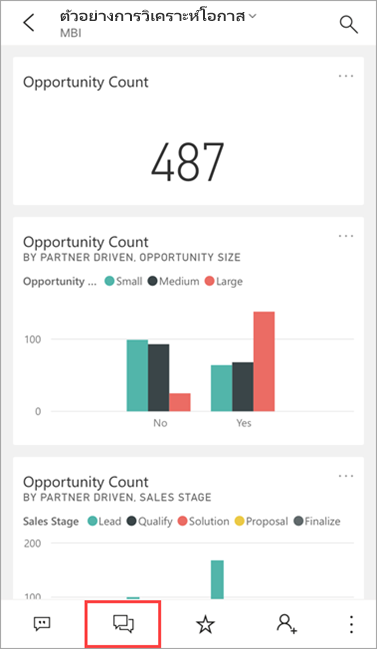 ตัวอย่างการวิเคราะห์โอกาส
MBI
Opportunity Count
487
Opportunity Count
BY PARTNER DRIVEN, OPPORTUNITY SIZE
Opportunity ... Small Medium Large
100
0
No Yes
Opportunity Count
BY PARTNER DRIVEN, SALES STAGE
Sales Stage Lead Qualify Solution Proposal Finalize
200
100